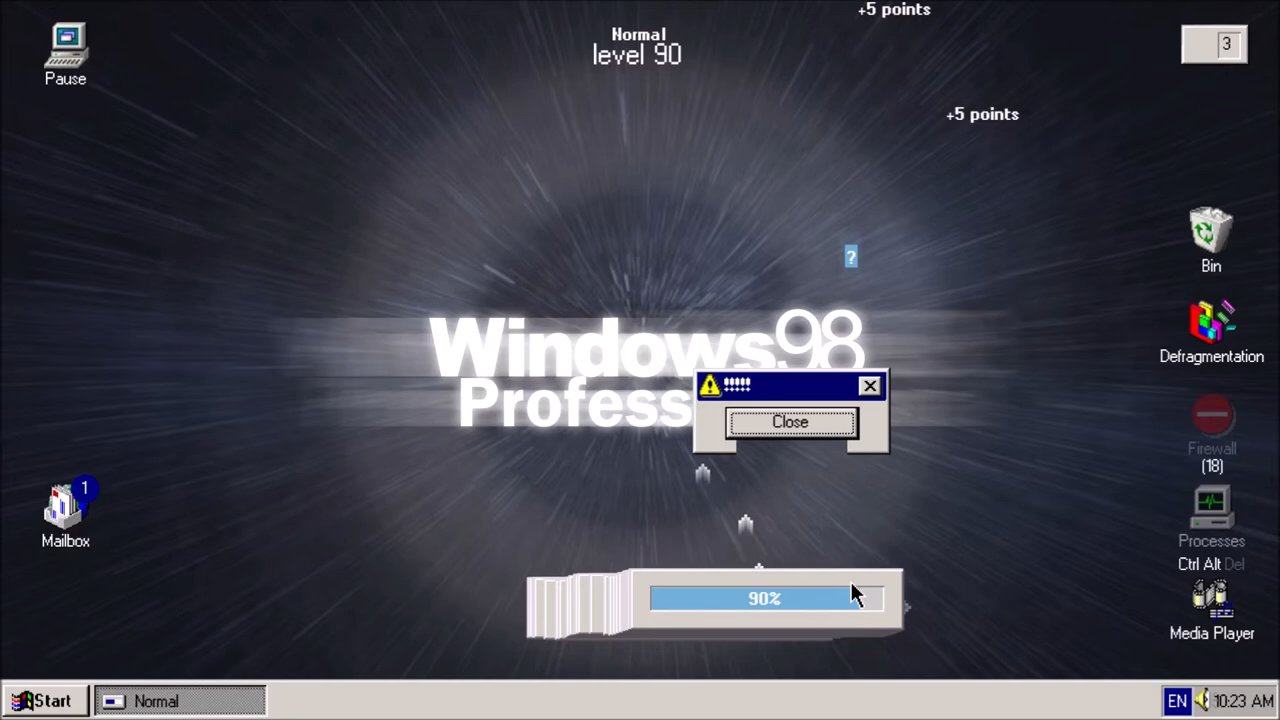 +5 points
Normal
level 90
3
Pause
+5 points
?
Bin
Windows98
Profess
Close
Defragmentation
Firewall
(18)
1
Mailbox
Processes
Ctrl Alt Del
90%
Media Player
Start
Normal
EN
10:23 AM